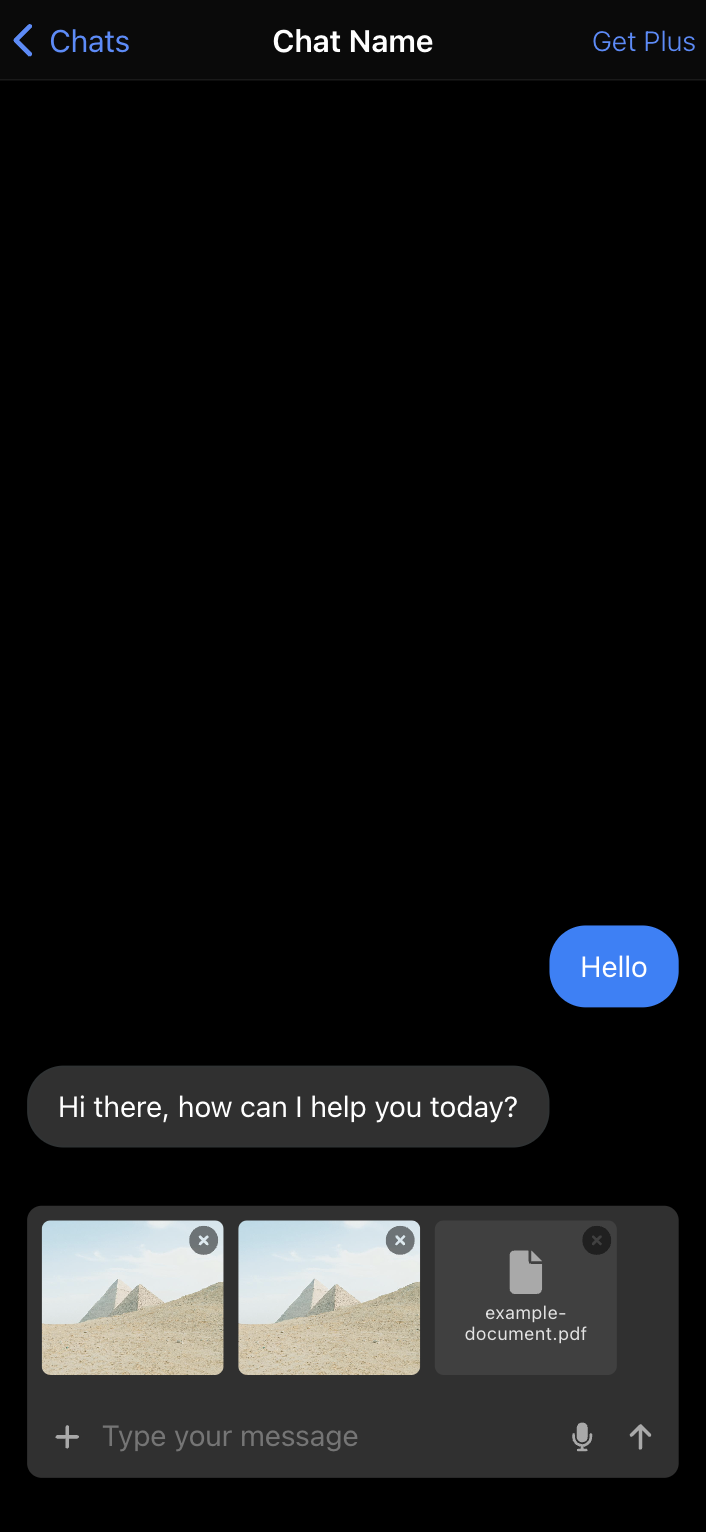 Chats
Chat Name
Get Plus
Hello
Hi there, how can I help you today?
example-
document.pdf
Type your message